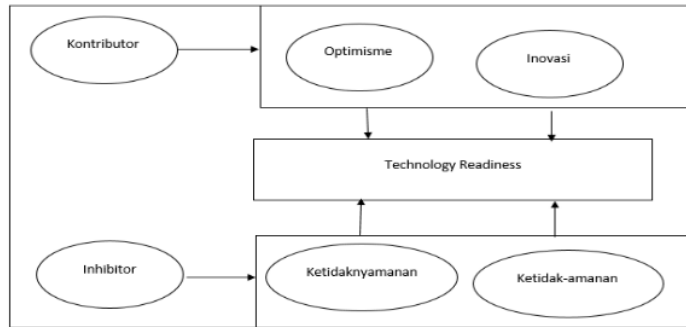 Kontributor
Optimisme
Inovasi
Technology Readiness
Inhibitor
Ketidaknyamanan
Ketidak-amanan